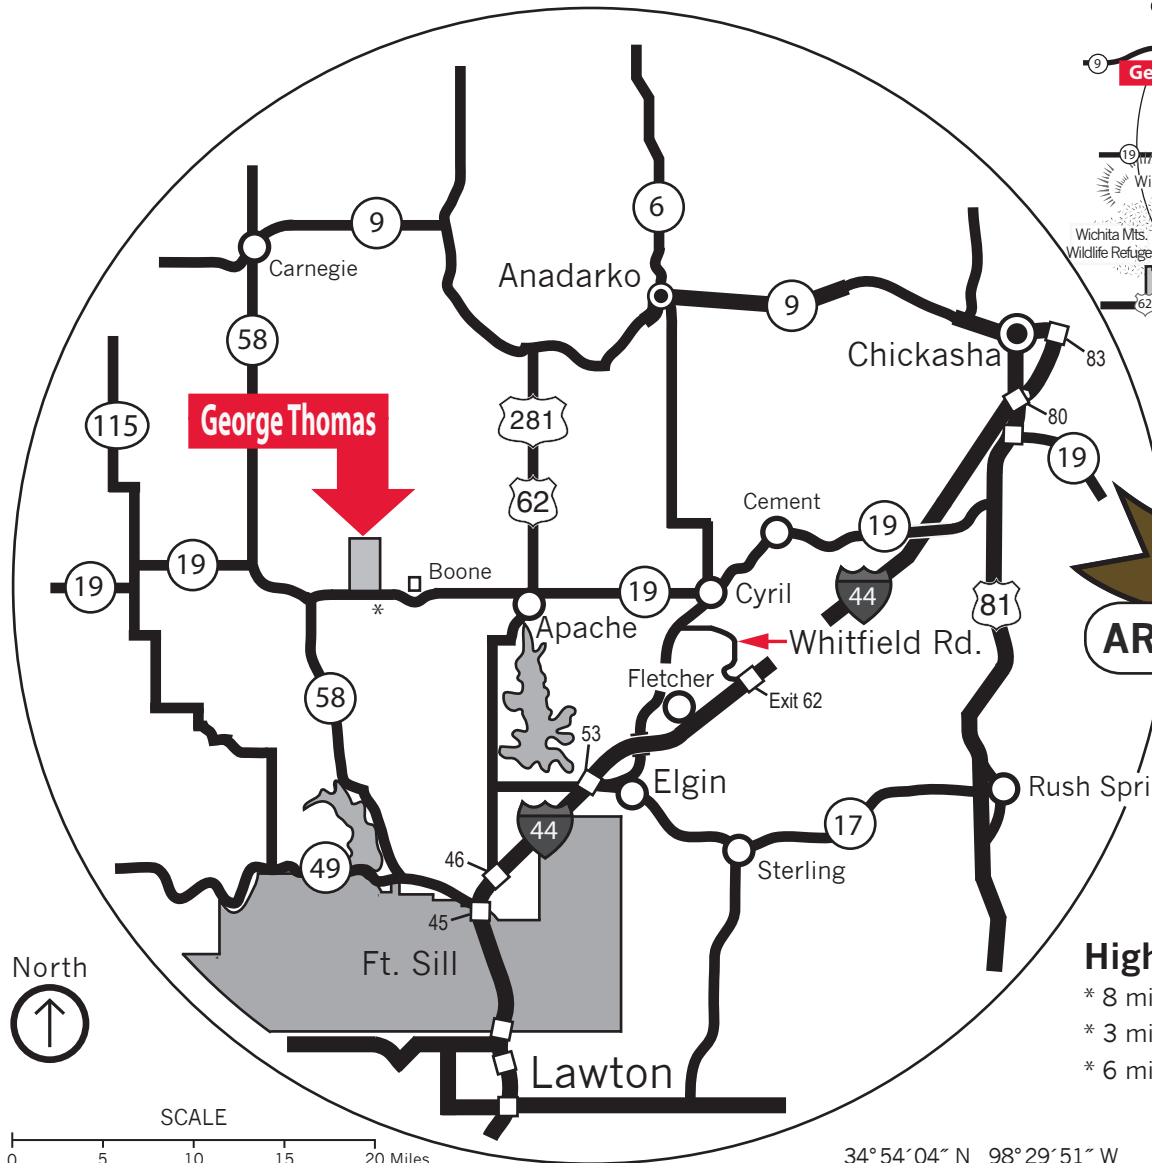 9
Ge
6
9
Anadarko
Carnegie
19
Wi
Wichita Mts.
Wildlife Refuge
62
9
58
Chickasha
83
George Thomas
281
115
80
19
62
Cement
19
19
19
Boone
19
Cyril
44
81
*
Apache
Whitfield Rd.
AR
58
Fletcher
Exit 62
53
Elgin
Rush Spri
44
17
46
49
Sterling
45
Ft. Sill
North
High
* 8 mi
* 3 mi
* 6 mi
Lawton
SCALE
0 5 10 15 20 Miles
34°54´04˝ N 98°29´51˝ W